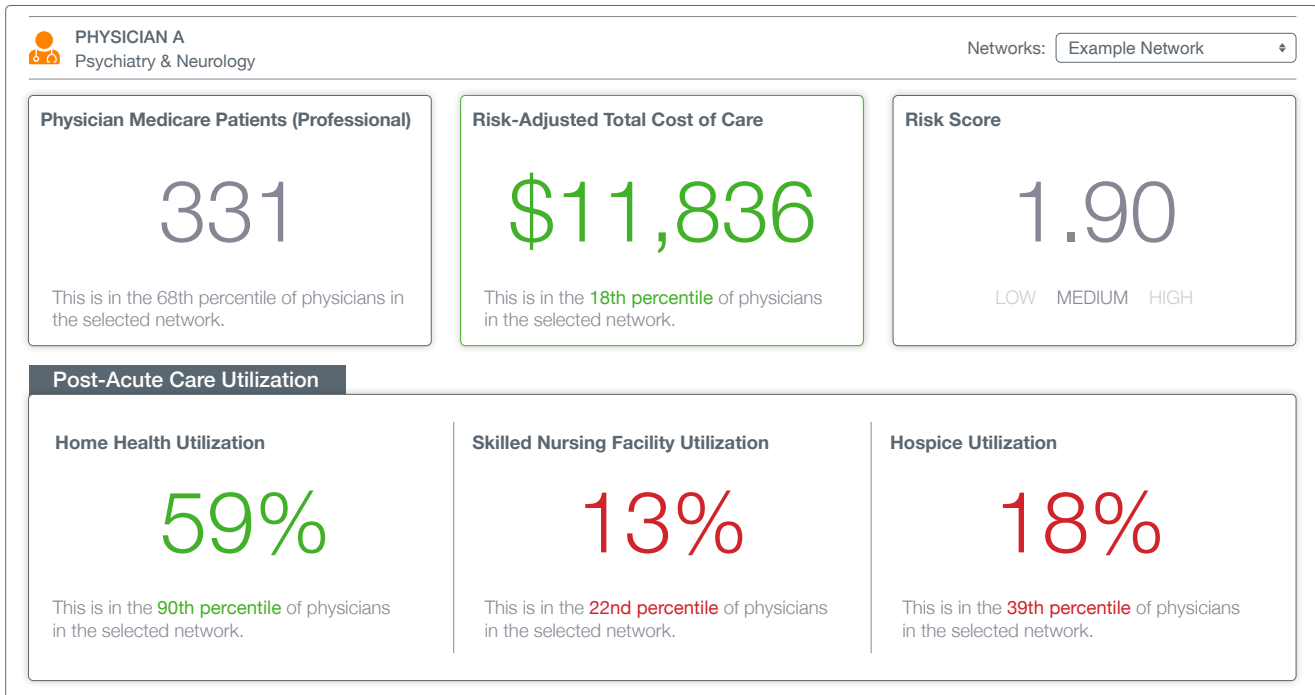 PHYSICIAN A
Psychiatry & Neurology
Networks: Example Network
Physician Medicare Patients (Professional)
331
This is in the 68th percentile of physicians in
the selected network.
Risk-Adjusted Total Cost of Care
$11,836
This is in the 18th percentile of physicians
in the selected network.
Risk Score
1.90
LOW MEDIUM HIGH
Post-Acute Care Utilization
Home Health Utilization
59%
This is in the 90th percentile of physicians
in the selected network.
Skilled Nursing Facility Utilization
13%
This is in the 22nd percentile of physicians
in the selected network.
Hospice Utilization
18%
This is in the 39th percentile of physicians
in the selected network.